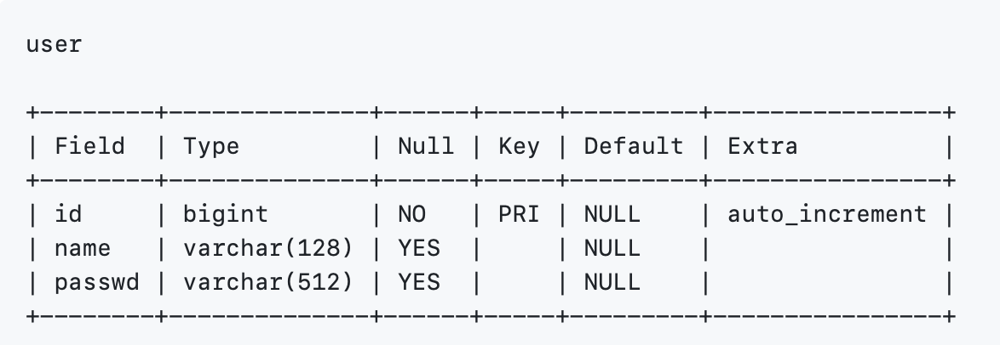 user
+--------+--------------+------+-----+---------+----------------+
| Field  | Type         | Null | Key | Default | Extra          |
+--------+--------------+------+-----+---------+----------------+
| id     | bigint       | NO   | PRI | NULL    | auto_increment |
| name   | varchar(128) | YES  |     | NULL    |                |
| passwd | varchar(512) | YES  |     | NULL    |                |
+--------+--------------+------+-----+---------+----------------+